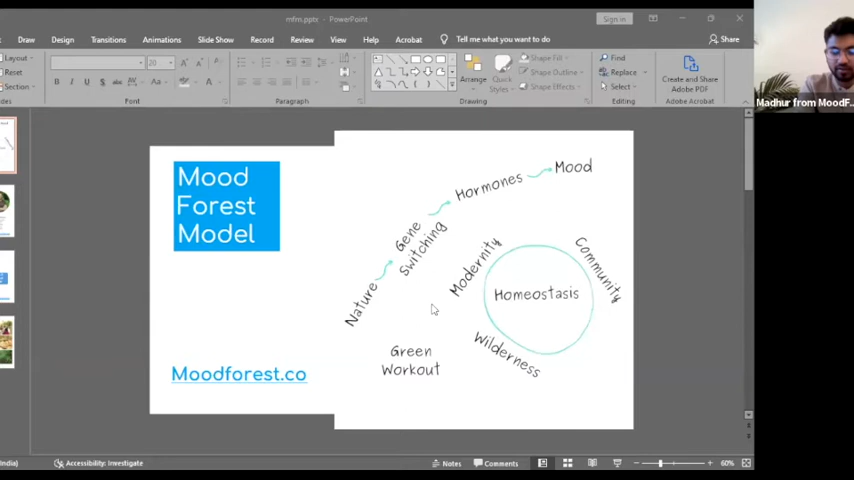 mfm.pptx - PowerPoint
Sign in
Draw Design Transitions Animations Slide Show Record Review View Help Acrobat Tell me what you want to do Share
Layout
Reset
Section
20
Font
Paragraph
Arrange
Quick
Styles
Shape Fill
Shape Outline
Shape Effects
Drawing
Find
Replace
Select
Editing
Create and Share
Adobe PDF
Adobe Acrobat
Madhur from MoodF...
Mood
Forest
Model
Moodforest.co
Nature
Gene
Switching
Hormones
Mood
Modernity
Community
Homeostasis
Wilderness
Green
Workout
Accessibility: Investigate
Notes
Comments
60%